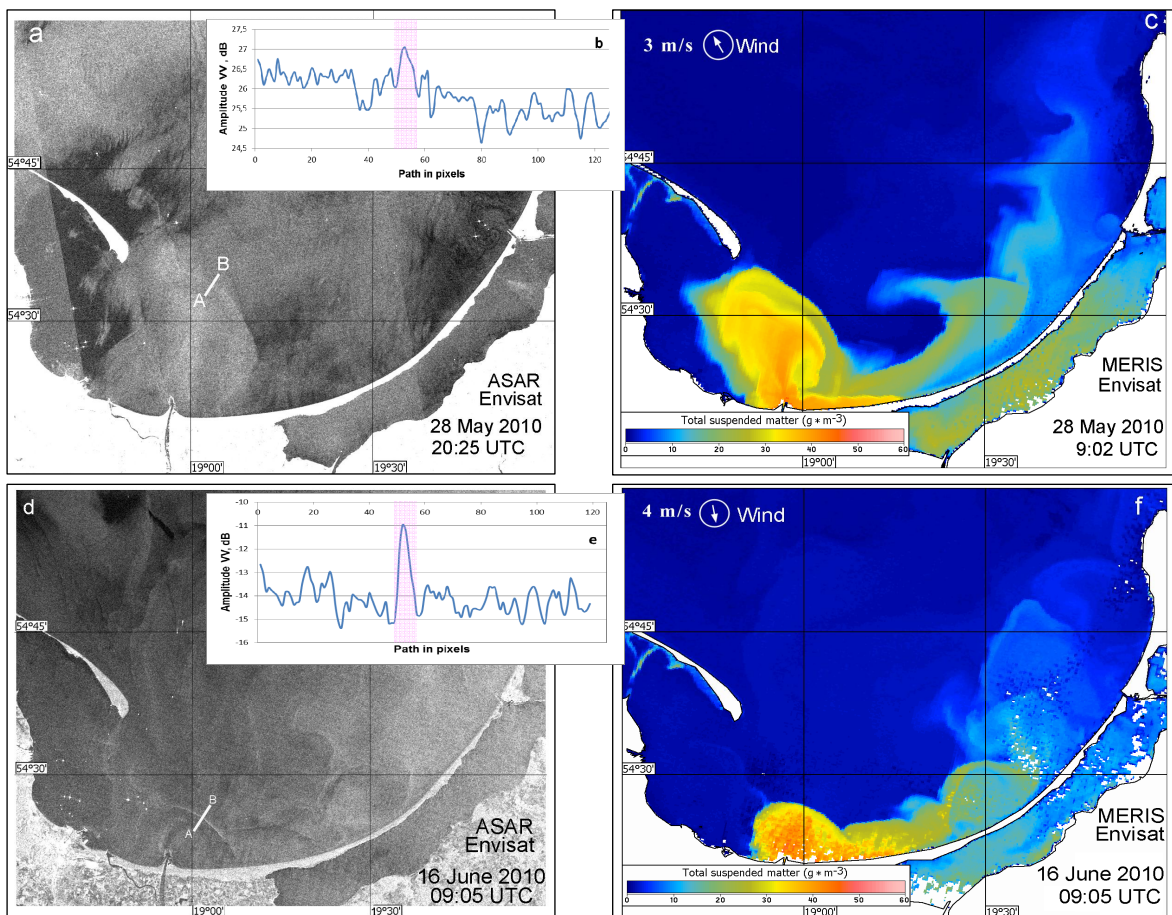 a
27,5
27
26,5
26
25,5
25
24,5
Amplitude VV, dB
b
0 20 40 60 80 100 120
Path in pixels
54°45'
54°30'
B
A
ASAR
Envisat
28 May 2010
20:25 UTC
19°00'
19°30'
3 m/s Wind
c
54°45'
54°30'
MERIS
Envisat
Total suspended matter (g * m-3)
0 10 20 30 40 50 60
28 May 2010
9:02 UTC
19°00'
19°30'
d
-10
-11
-12
-13
-14
-15
-16
Amplitude VV, dB
0 20 40 60 80 100 120
e
Path in pixels
54°45'
54°30'
B
A
ASAR
Envisat
16 June 2010
09:05 UTC
19°00'
19°30'
4 m/s Wind
f
54°45'
54°30'
MERIS
Envisat
Total suspended matter (g * m-3)
0 10 20 30 40 50 60
16 June 2010
09:05 UTC
19°00'
19°30'